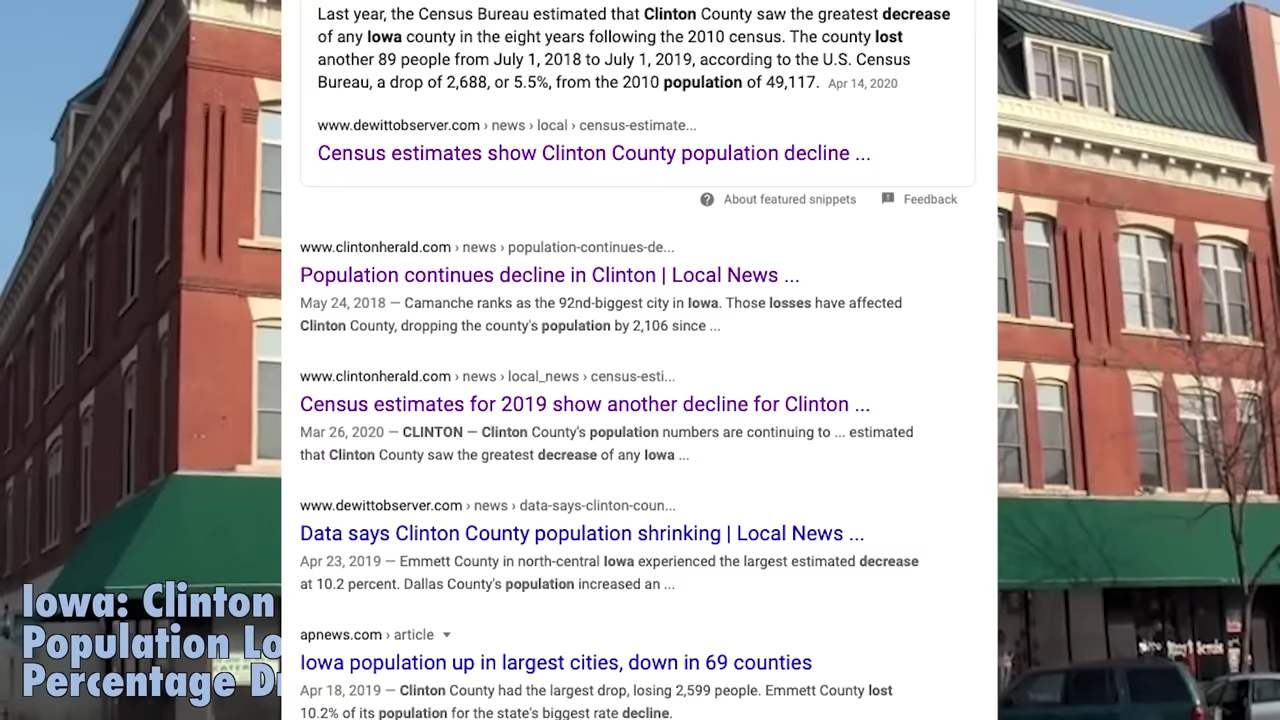 Last year, the Census Bureau estimated that Clinton County saw the greatest decrease
of any Iowa county in the eight years following the 2010 census. The county lost
another 89 people from July 1, 2018 to July 1, 2019, according to the U.S. Census
Bureau, a drop of 2,688, or 5.5%, from the 2010 population of 49,117. Apr 14, 2020
www.dewittobserver.com › news › local › census-estimate...
Census estimates show Clinton County population decline ...
About featured snippets Feedback
www.clintonherald.com › news › population-continues-de...
Population continues decline in Clinton | Local News ...
May 24, 2018 — Camanche ranks as the 92nd-biggest city in Iowa. Those losses have affected
Clinton County, dropping the county's population by 2,106 since ...
www.clintonherald.com › news › local_news › census-esti...
Census estimates for 2019 show another decline for Clinton ...
Mar 26, 2020 — CLINTON — Clinton County's population numbers are continuing to ... estimated
that Clinton County saw the greatest decrease of any Iowa ...
www.dewittobserver.com › news › data-says-clinton-coun...
Data says Clinton County population shrinking | Local News ...
Apr 23, 2019 — Emmett County in north-central Iowa experienced the largest estimated decrease
at 10.2 percent. Dallas County's population increased an ...
apnews.com › article
Iowa population up in largest cities, down in 69 counties
Apr 18, 2019 — Clinton County had the largest drop, losing 2,599 people. Emmett County lost
10.2% of its population for the state's biggest rate decline.
Iowa: Clinton
Population Lo
Percentage D